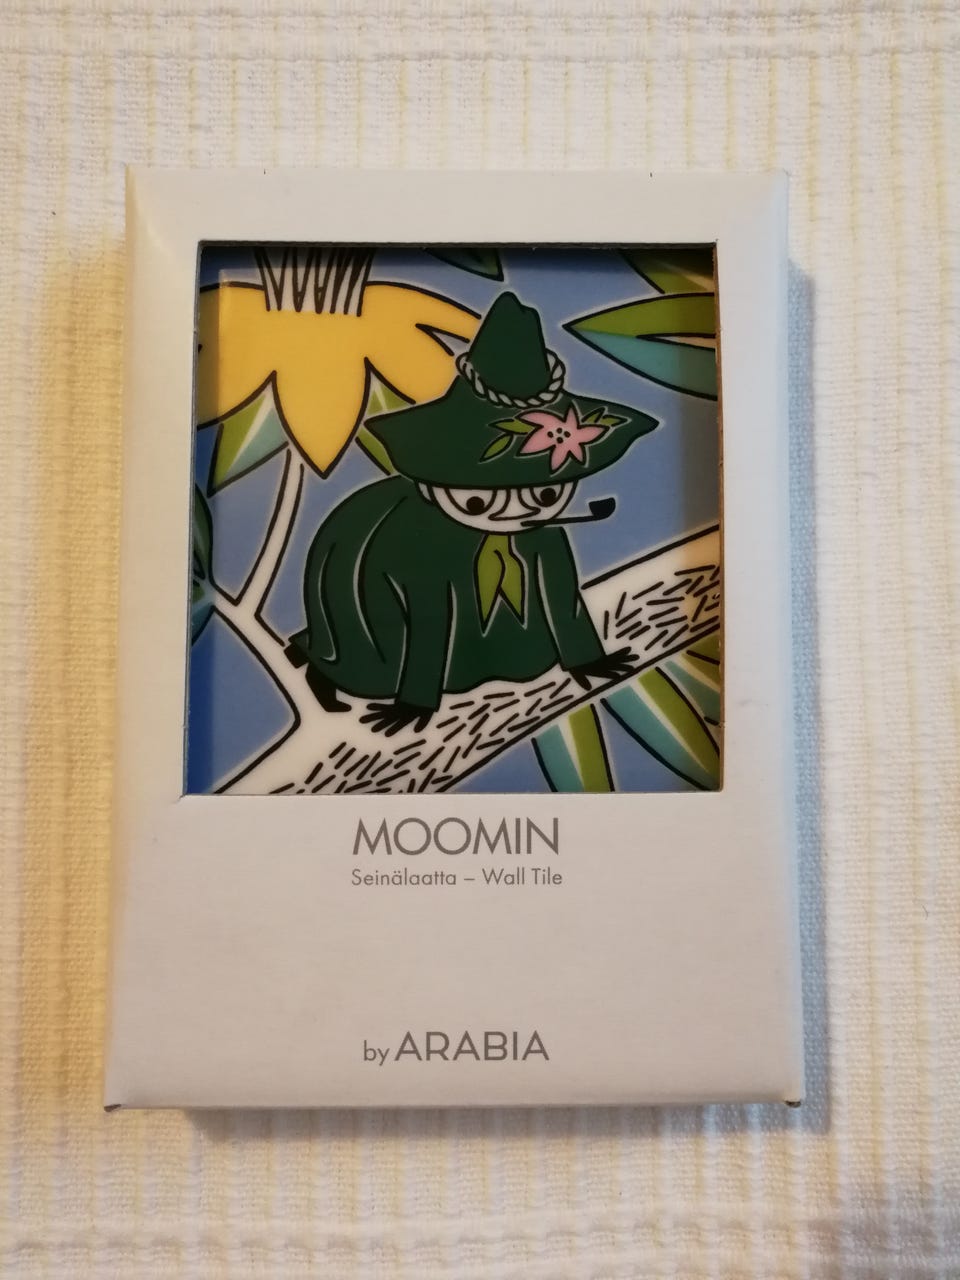 MOOMIN
Seinälaatta – Wall Tile
by ARABIA